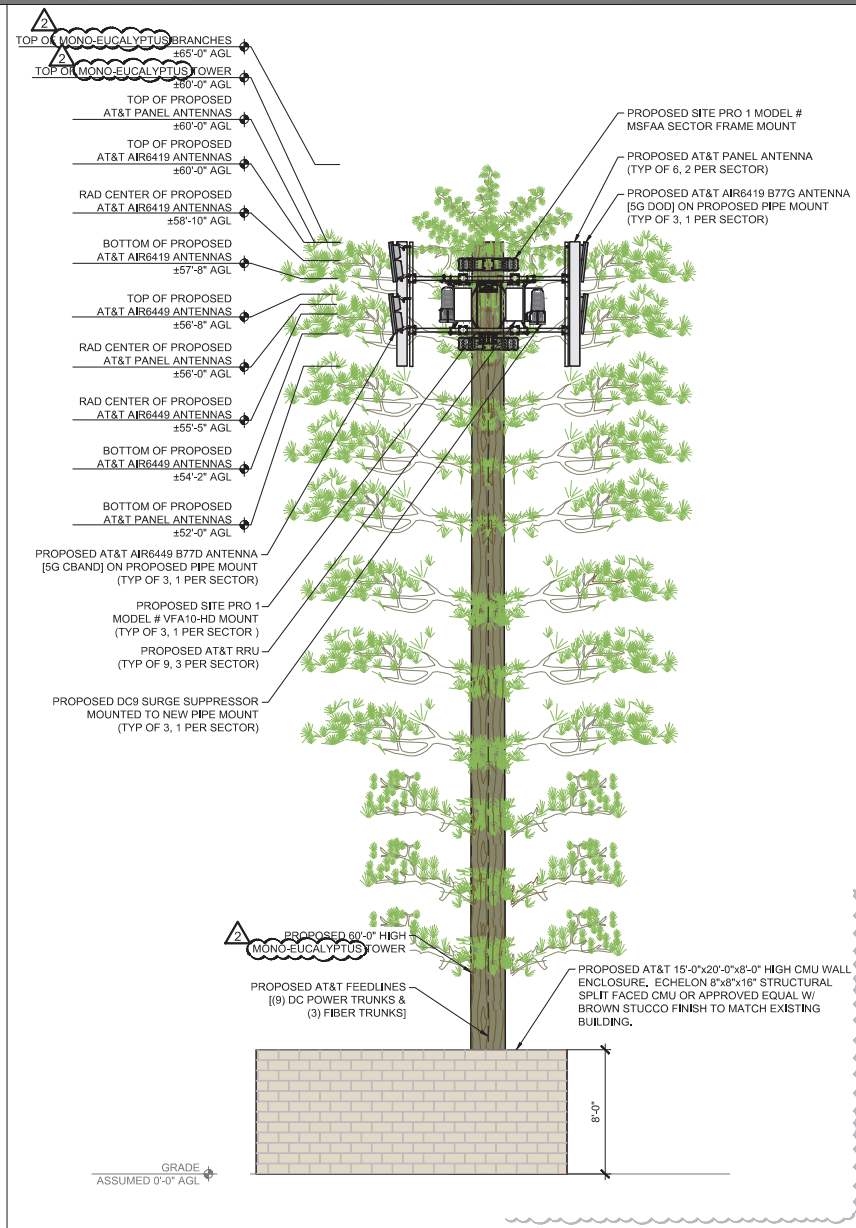 2
TOP OF MONO-EUCALYPTUS BRANCHES
±65'-0" AGL
2
TOP OF MONO-EUCALYPTUS TOWER
±60'-0" AGL
TOP OF PROPOSED
AT&T PANEL ANTENNAS
±60'-0" AGL
TOP OF PROPOSED
AT&T AIR6419 ANTENNAS
±60'-0" AGL
RAD CENTER OF PROPOSED
AT&T AIR6419 ANTENNAS
±58'-10" AGL
BOTTOM OF PROPOSED
AT&T AIR6419 ANTENNAS
±57'-8" AGL
TOP OF PROPOSED
AT&T AIR6449 ANTENNAS
±56'-8" AGL
RAD CENTER OF PROPOSED
AT&T PANEL ANTENNAS
±56'-0" AGL
RAD CENTER OF PROPOSED
AT&T AIR6449 ANTENNAS
±55'-5" AGL
BOTTOM OF PROPOSED
AT&T AIR6449 ANTENNAS
±54'-2" AGL
BOTTOM OF PROPOSED
AT&T PANEL ANTENNAS
±52'-0" AGL
PROPOSED AT&T AIR6449 B77D ANTENNA
[5G CBAND] ON PROPOSED PIPE MOUNT
(TYP OF 3, 1 PER SECTOR)
PROPOSED SITE PRO 1
MODEL # VFA10-HD MOUNT
(TYP OF 3, 1 PER SECTOR )
PROPOSED AT&T RRU
(TYP OF 9, 3 PER SECTOR)
PROPOSED DC9 SURGE SUPPRESSOR
MOUNTED TO NEW PIPE MOUNT
(TYP OF 3, 1 PER SECTOR)
PROPOSED SITE PRO 1 MODEL #
MSFAA SECTOR FRAME MOUNT
PROPOSED AT&T PANEL ANTENNA
(TYP OF 6, 2 PER SECTOR)
PROPOSED AT&T AIR6419 B77G ANTENNA
[5G DOD] ON PROPOSED PIPE MOUNT
(TYP OF 3, 1 PER SECTOR)
2
PROPOSED 60'-0" HIGH
MONO-EUCALYPTUS TOWER
PROPOSED AT&T FEEDLINES
[(9) DC POWER TRUNKS &
(3) FIBER TRUNKS]
PROPOSED AT&T 15'-0"x20'-0"x8'-0" HIGH CMU WALL
ENCLOSURE. ECHELON 8"x8"x16" STRUCTURAL
SPLIT FACED CMU OR APPROVED EQUAL W/
BROWN STUCCO FINISH TO MATCH EXISTING
BUILDING.
8'-0"
GRADE
ASSUMED 0'-0" AGL